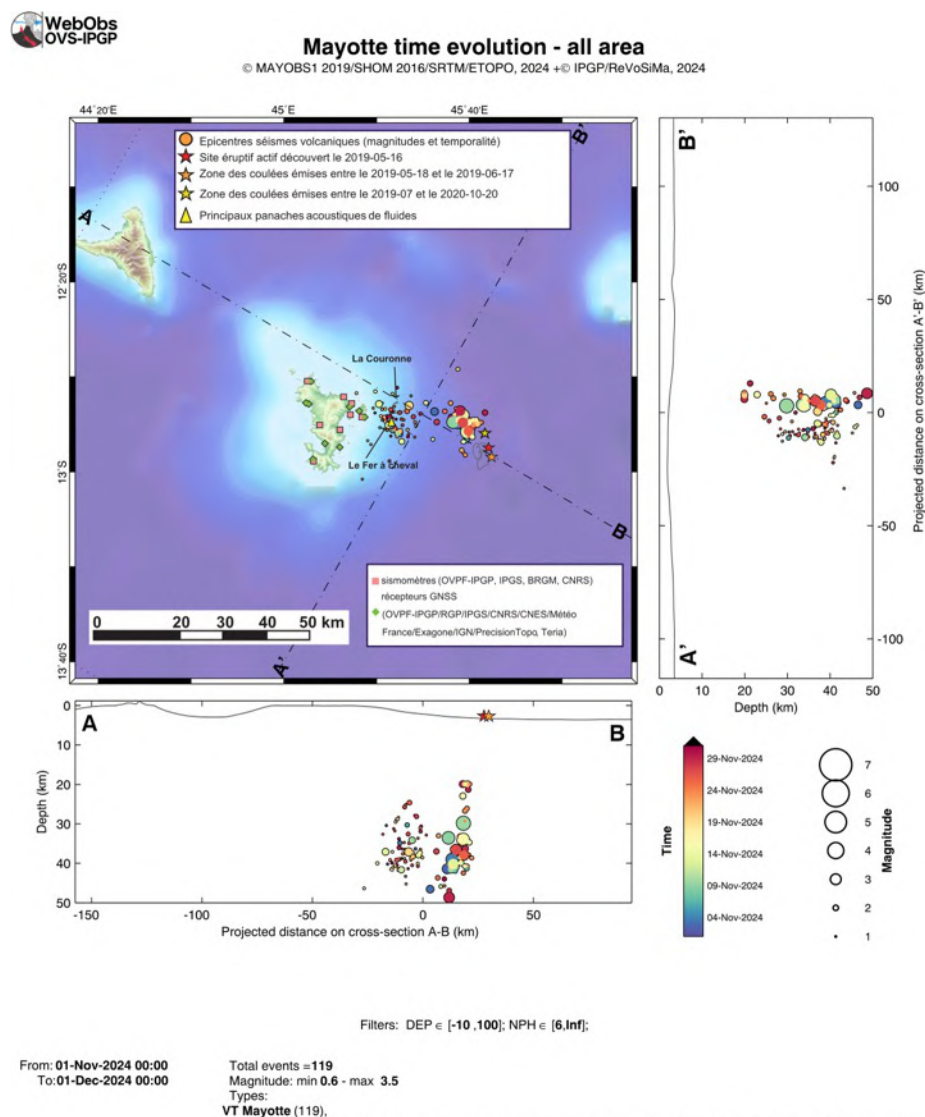 WebObs
OVS-IPGP
Mayotte time evolution - all area
© MAYOBS1 2019/SHOM 2016/SRTM/ETOPO, 2024 +© IPGP/ReVoSiMa, 2024
44˚20'E
45˚E
45˚40'E
Epicentres séismes volcaniques (magnitudes et temporalité)
Site éruptif actif découvert le 2019-05-16
Zone des coulées émises entre le 2019-05-18 et le 2019-06-17
Zone des coulées émises entre le 2019-07 et le 2020-10-20
Principaux panaches acoustiques de fluides
A
B'
12˚20'S
La Couronne
Le Fer à cheval
13˚S
B
sismomètres (OVPF-IPGP, IPGS, BRGM, CNRS)
récepteurs GNSS
(OVPF-IPGP/RGP/IPGS/CNRS/CNES/Météo
France/Exagone/IGN/PrecisionTopo, Teria)
0 20 30 40 50 km
A'
13˚40'S
B'
100
50
0
-50
-100
Projected distance on cross-section A'-B' (km)
A'
0 10 20 30 40 50
Depth (km)
A
B
0
10
20
30
40
50
Depth (km)
-150 -100 -50 0 50
Projected distance on cross-section A-B (km)
29-Nov-2024
24-Nov-2024
19-Nov-2024
14-Nov-2024
09-Nov-2024
04-Nov-2024
Time
7
6
5
4
3
2
1
Magnitude
Filters: DEP ∈ [-10 ,100]; NPH ∈ [6,Inf];
From: 01-Nov-2024 00:00
To:01-Dec-2024 00:00
Total events =119
Magnitude: min 0.6 - max 3.5
Types:
VT Mayotte (119),